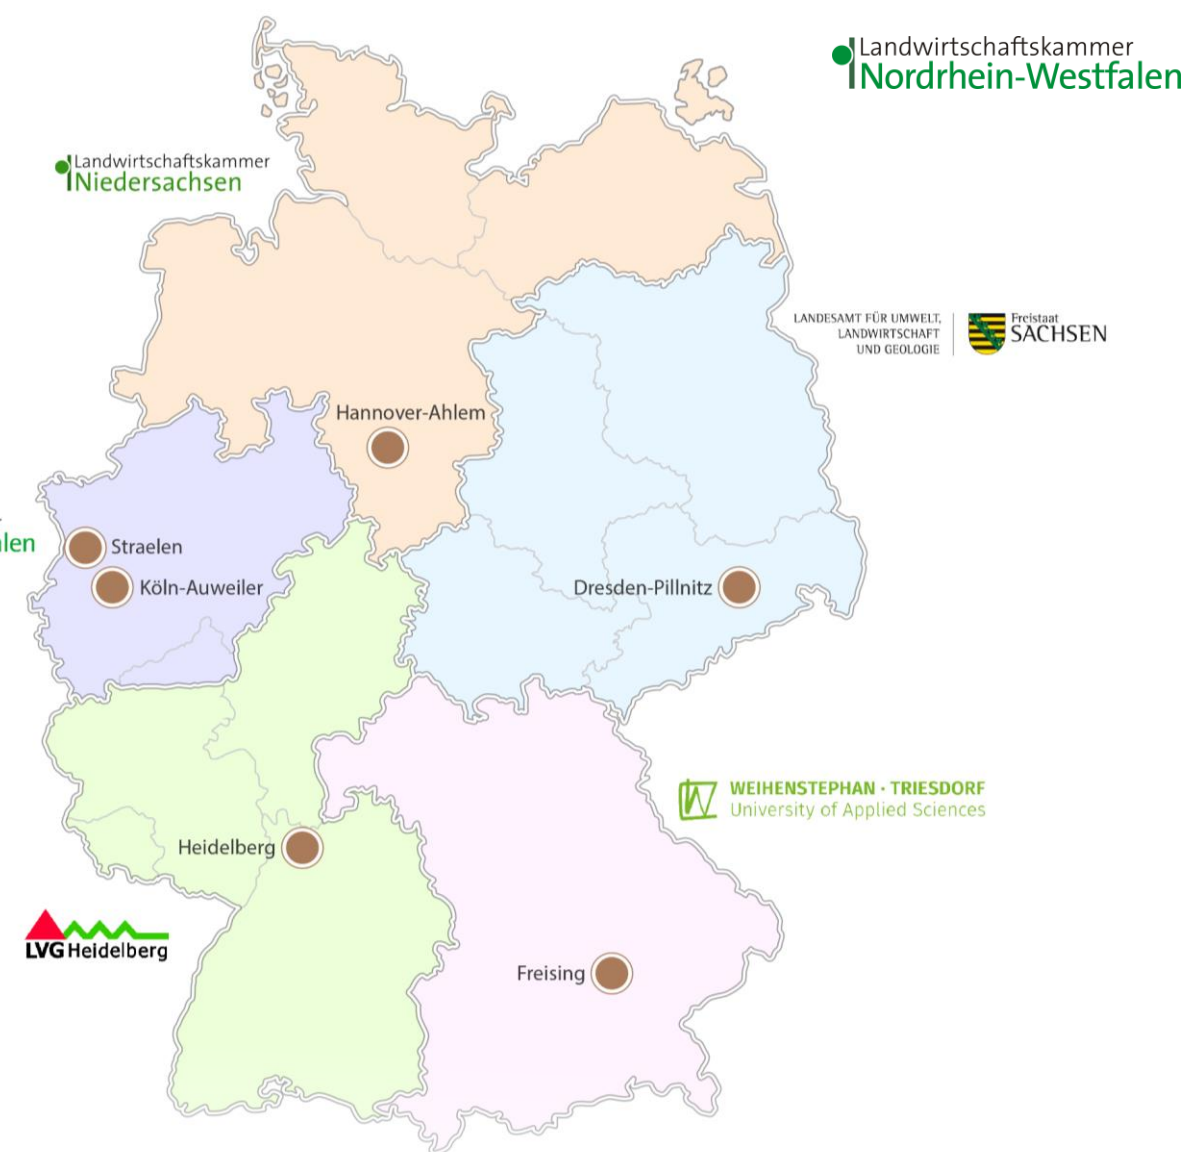 Landwirtschaftskammer
Nordrhein-Westfalen
Landwirtschaftskammer
Niedersachsen
LANDESAMT FÜR UMWELT,
LANDWIRTSCHAFT
UND GEOLOGIE
Freistaat
SACHSEN
Hannover-Ahlem
len
Straelen
Köln-Auweiler
Dresden-Pillnitz
WEIHENSTEPHAN · TRIESDORF
University of Applied Sciences
Heidelberg
LVG Heidelberg
Freising